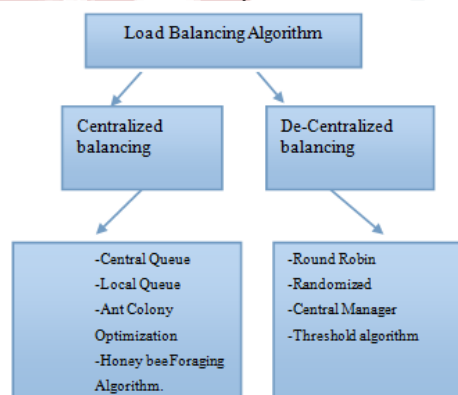 Load Balancing Algorithm
Centralized
balancing
De-Centralized
balancing
-Central Queue
-Local Queue
-Ant Colony
Optimization
-Honey beeForaging
Algorithm.
-Round Robin
-Randomized
-Central Manager
-Threshold algorithm